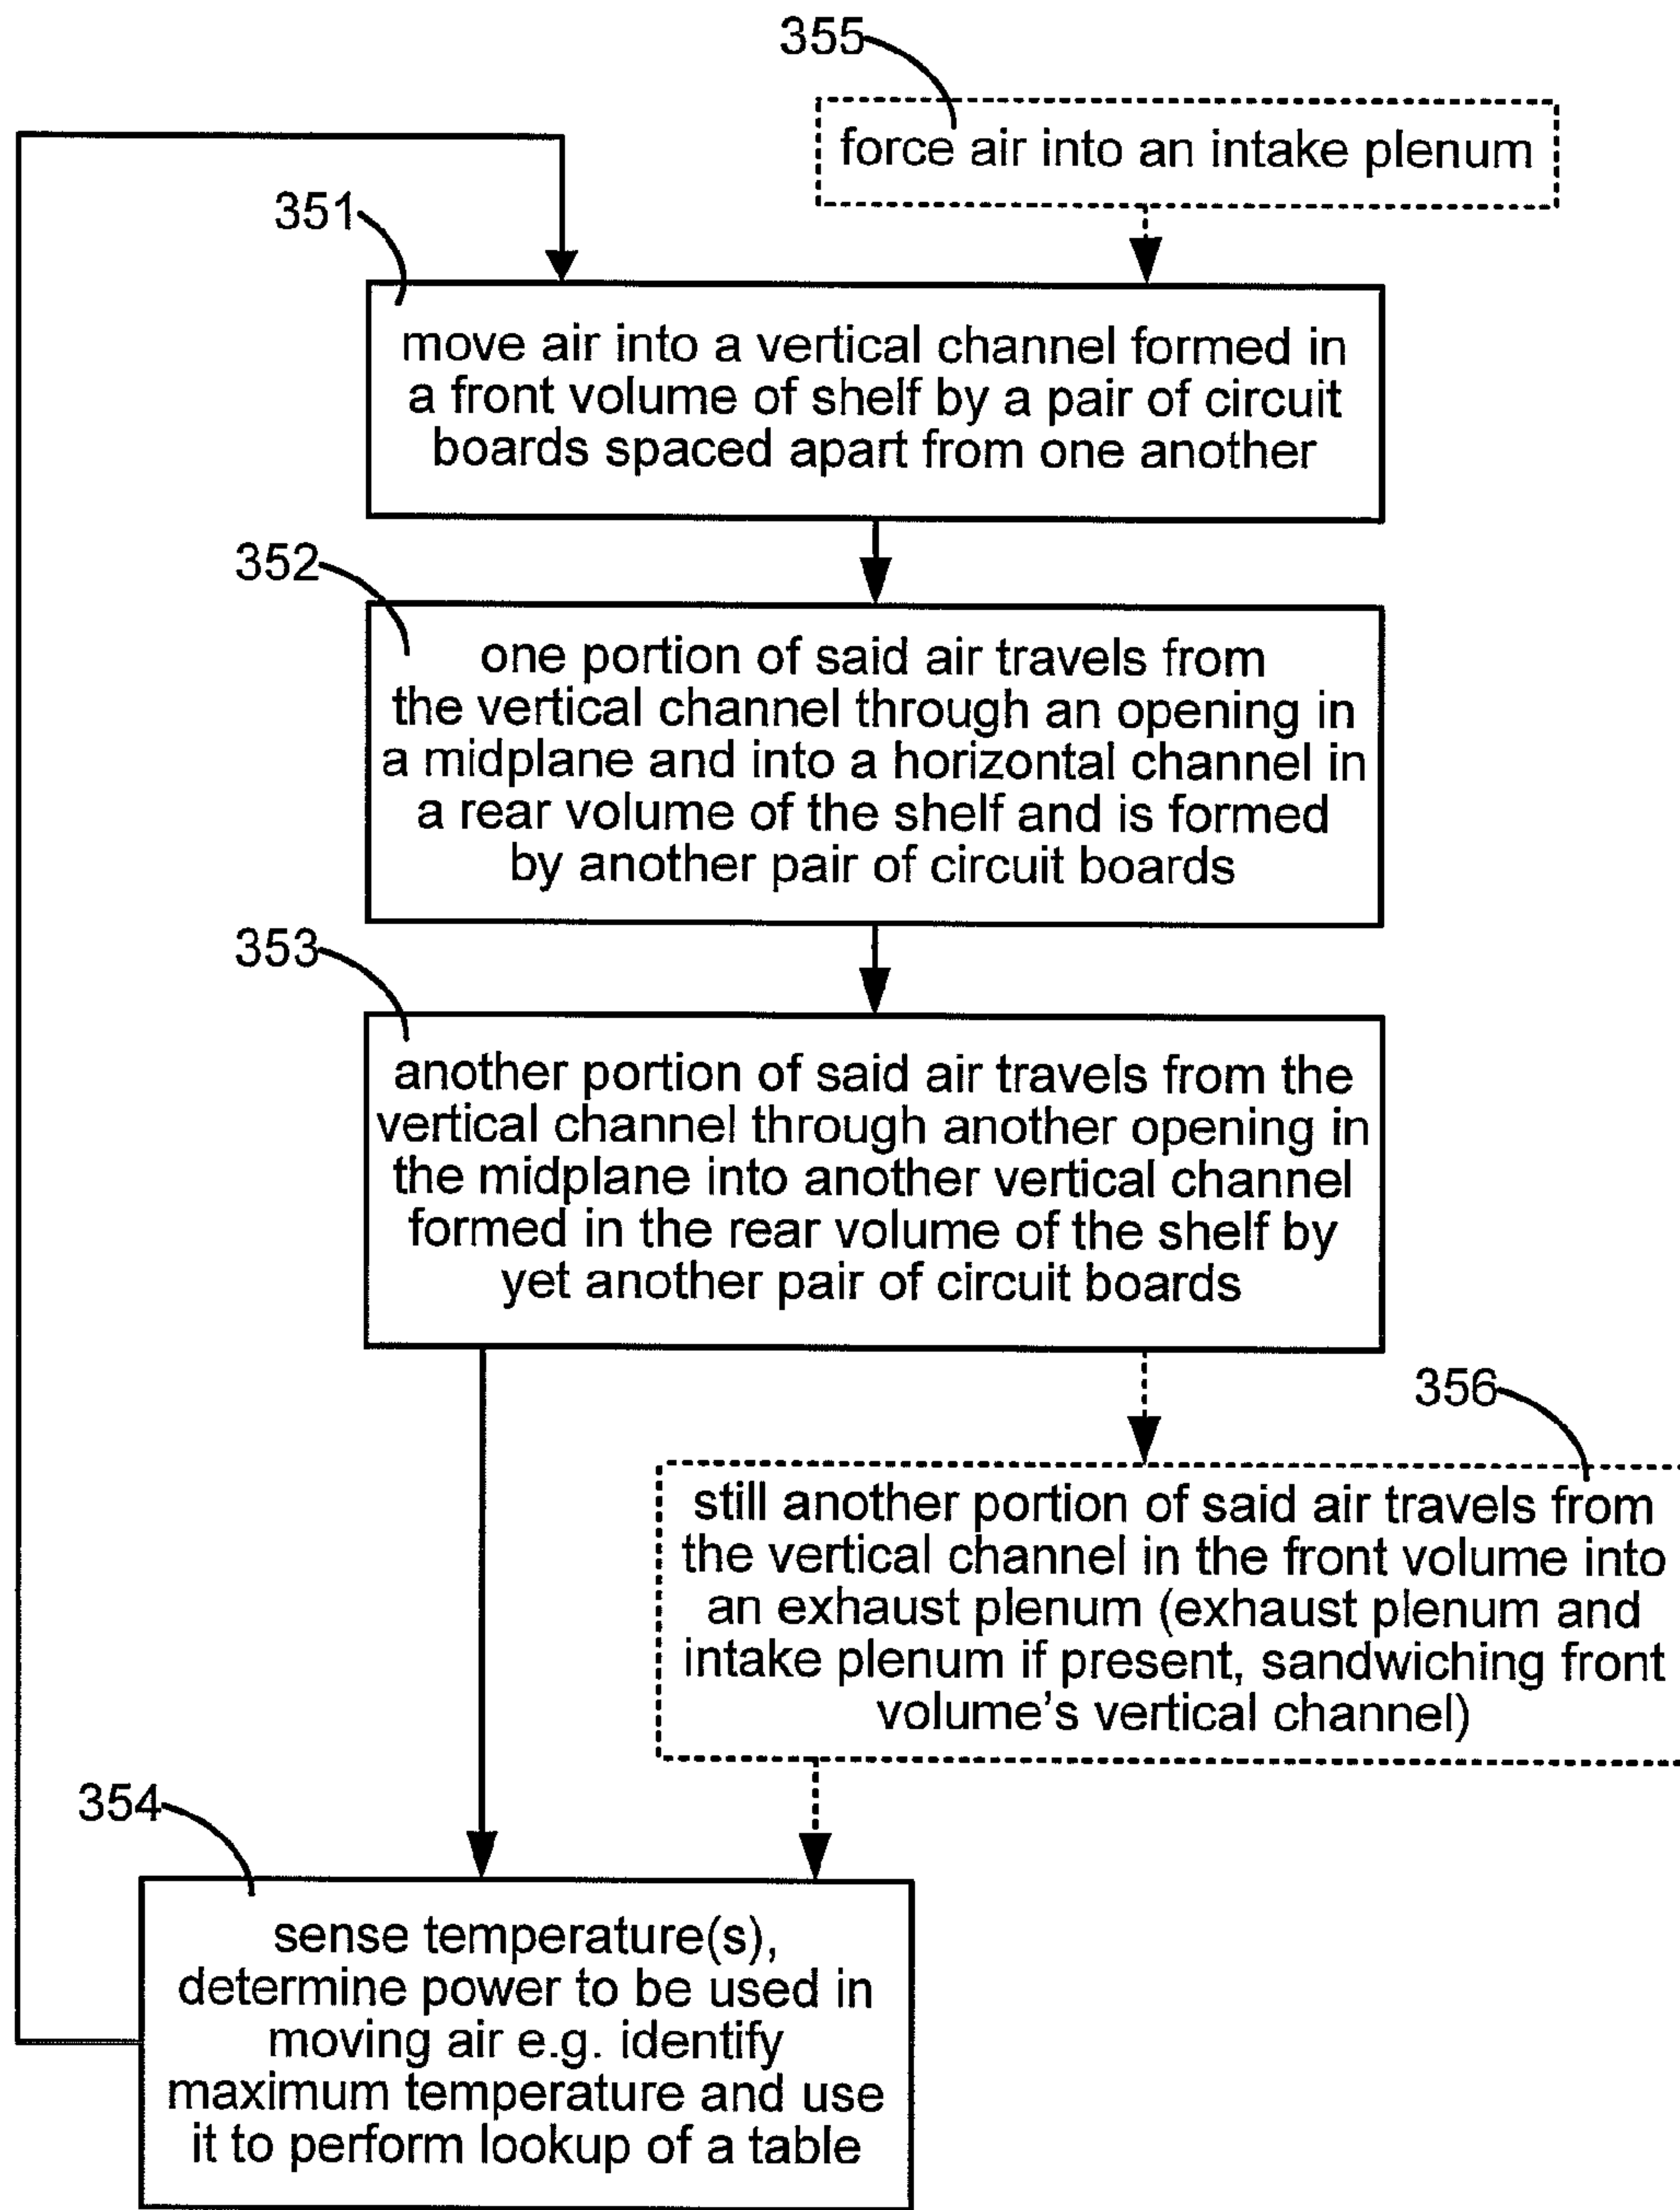 355
force air into an intake plenum
351
move air into a vertical channel formed in
a front volume of shelf by a pair of circuit
boards spaced apart from one another
352
one portion of said air travels from
the vertical channel through an opening in
a midplane and into a horizontal channel in
a rear volume of the shelf and is formed
by another pair of circuit boards
353
another portion of said air travels from the
vertical channel through another opening in
the midplane into another vertical channel
formed in the rear volume of the shelf by
yet another pair of circuit boards
356
still another portion of said air travels from
the vertical channel in the front volume into
an exhaust plenum (exhaust plenum and
intake plenum if present, sandwiching front
volume's vertical channel)
354
sense temperature(s),
determine power to be used in
moving air e.g. identify
maximum temperature and use
it to perform lookup of a table